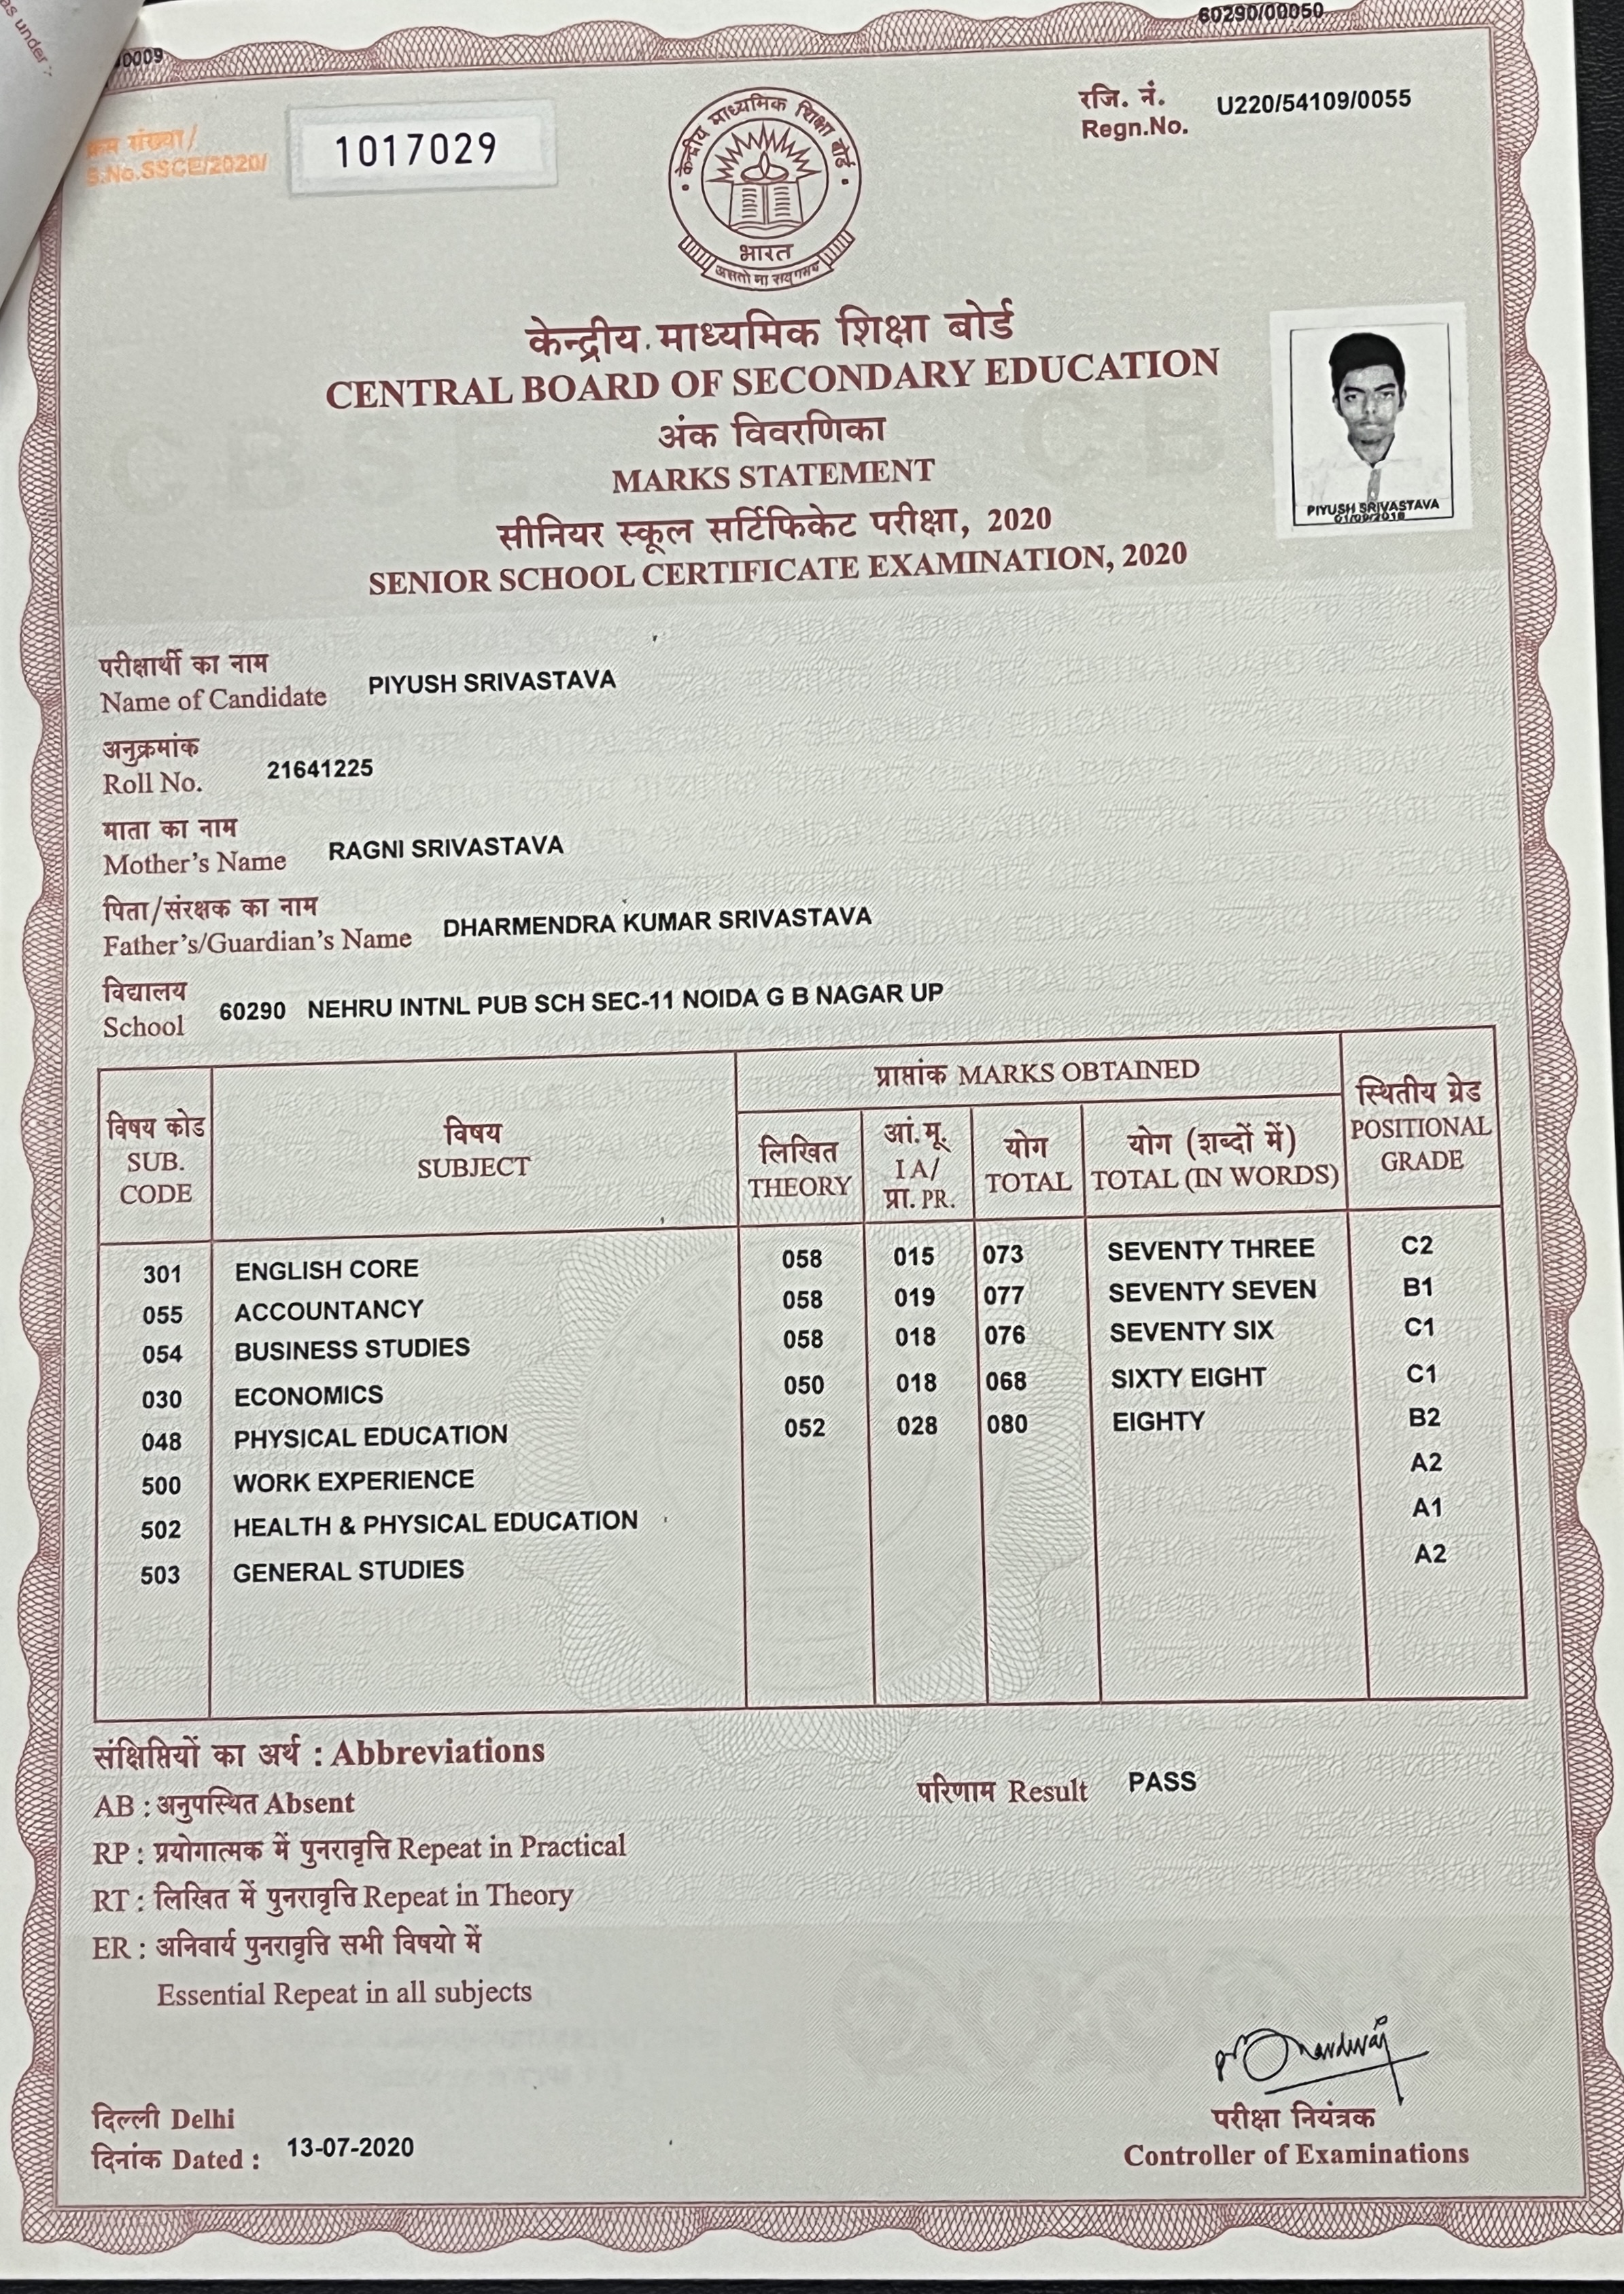 as under :
60290/00050
0009
क्रम संख्या/
S.No.SSCE/2020/
1017029
रजि. नं.
Regn.No.
U220/54109/0055
केन्द्रीय माध्यमिक शिक्षा बोर्ड
भारत
असतो मा सद्गमय
केन्द्रीय माध्यमिक शिक्षा बोर्ड
CENTRAL BOARD OF SECONDARY EDUCATION
अंक विवरणिका
MARKS STATEMENT
सीनियर स्कूल सर्टिफिकेट परीक्षा, 2020
SENIOR SCHOOL CERTIFICATE EXAMINATION, 2020
PIYUSH SRIVASTAVA
01/09/2018
परीक्षार्थी का नाम
Name of Candidate PIYUSH SRIVASTAVA
अनुक्रमांक
Roll No. 21641225
माता का नाम
Mother's Name RAGNI SRIVASTAVA
पिता/संरक्षक का नाम
Father's/Guardian's Name DHARMENDRA KUMAR SRIVASTAVA
विद्यालय
School 60290 NEHRU INTNL PUB SCH SEC-11 NOIDA G B NAGAR UP
विषय कोड
SUB.
CODE
विषय
SUBJECT
प्राप्तांक MARKS OBTAINED
लिखित
THEORY
आं.मू.
I A/
प्रा. PR.
योग
TOTAL
योग (शब्दों में)
TOTAL (IN WORDS)
स्थितीय ग्रेड
POSITIONAL
GRADE
301 ENGLISH CORE 058 015 073 SEVENTY THREE C2
055 ACCOUNTANCY 058 019 077 SEVENTY SEVEN B1
054 BUSINESS STUDIES 058 018 076 SEVENTY SIX C1
030 ECONOMICS 050 018 068 SIXTY EIGHT C1
048 PHYSICAL EDUCATION 052 028 080 EIGHTY B2
500 WORK EXPERIENCE A2
502 HEALTH & PHYSICAL EDUCATION A1
503 GENERAL STUDIES A2
संक्षिप्तियों का अर्थ : Abbreviations
AB : अनुपस्थित Absent
परिणाम Result PASS
RP : प्रयोगात्मक में पुनरावृत्ति Repeat in Practical
RT : लिखित में पुनरावृत्ति Repeat in Theory
ER : अनिवार्य पुनरावृत्ति सभी विषयो में
Essential Repeat in all subjects
दिल्ली Delhi
दिनांक Dated : 13-07-2020
परीक्षा नियंत्रक
Controller of Examinations